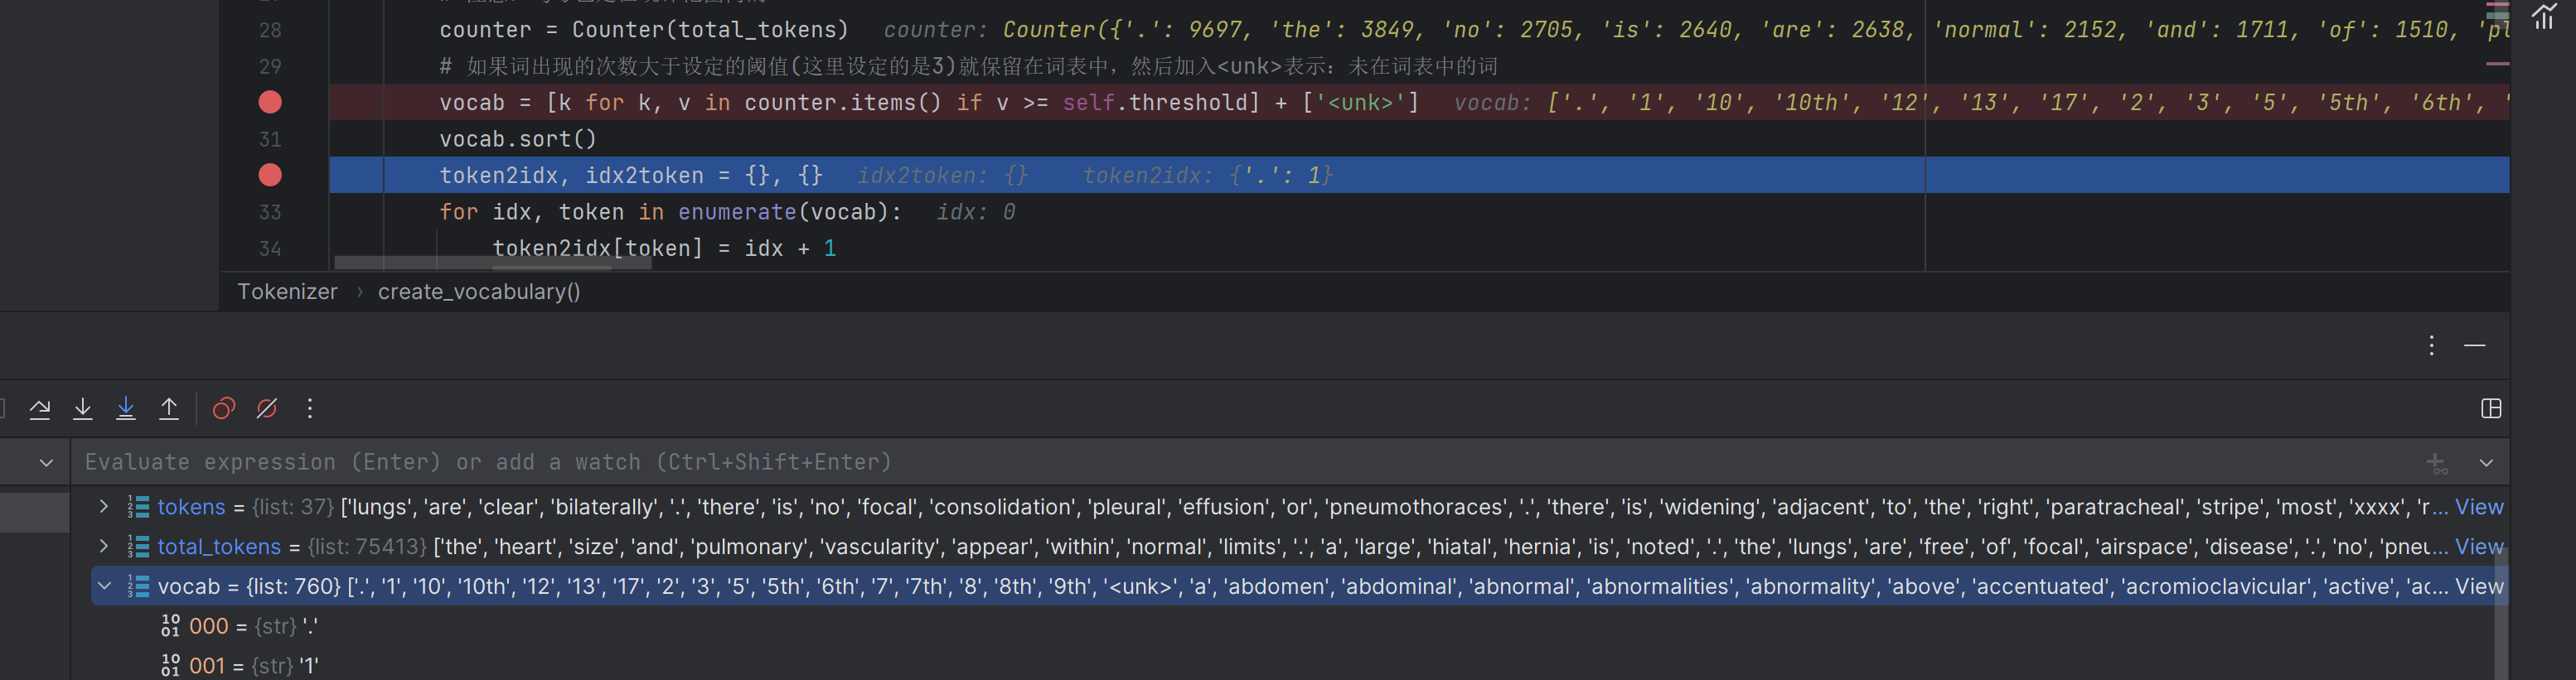 28 counter = Counter(total_tokens) counter: Counter({'.': 9697, 'the': 3849, 'no': 2705, 'is': 2640, 'are': 2638, 'normal': 2152, 'and': 1711, 'of': 1510, 'pl
29 # 如果词出现的次数大于设定的阈值(这里设定的是3)就保留在词表中，然后加入<unk>表示：未在词表中的词
vocab = [k for k, v in counter.items() if v >= self.threshold] + ['<unk>'] vocab: ['.', '1', '10', '10th', '12', '13', '17', '2', '3', '5', '5th', '6th', '
31 vocab.sort()
token2idx, idx2token = {}, {} idx2token: {} token2idx: {'.': 1}
33 for idx, token in enumerate(vocab): idx: 0
34 token2idx[token] = idx + 1
Tokenizer › create_vocabulary()
Evaluate expression (Enter) or add a watch (Ctrl+Shift+Enter)
tokens = {list: 37} ['lungs', 'are', 'clear', 'bilaterally', '.', 'there', 'is', 'no', 'focal', 'consolidation', 'pleural', 'effusion', 'or', 'pneumothoraces', '.', 'there', 'is', 'widening', 'adjacent', 'to', 'the', 'right', 'paratracheal', 'stripe', 'most', 'xxxx', 'r... View
total_tokens = {list: 75413} ['the', 'heart', 'size', 'and', 'pulmonary', 'vascularity', 'appear', 'within', 'normal', 'limits', '.', 'a', 'large', 'hiatal', 'hernia', 'is', 'noted', '.', 'the', 'lungs', 'are', 'free', 'of', 'focal', 'airspace', 'disease', '.', 'no', 'pneu... View
vocab = {list: 760} ['.', '1', '10', '10th', '12', '13', '17', '2', '3', '5', '5th', '6th', '7', '7th', '8', '8th', '9th', '<unk>', 'a', 'abdomen', 'abdominal', 'abnormal', 'abnormalities', 'abnormality', 'above', 'accentuated', 'acromioclavicular', 'active', 'ac... View
000 = {str} '.'
001 = {str} '1'